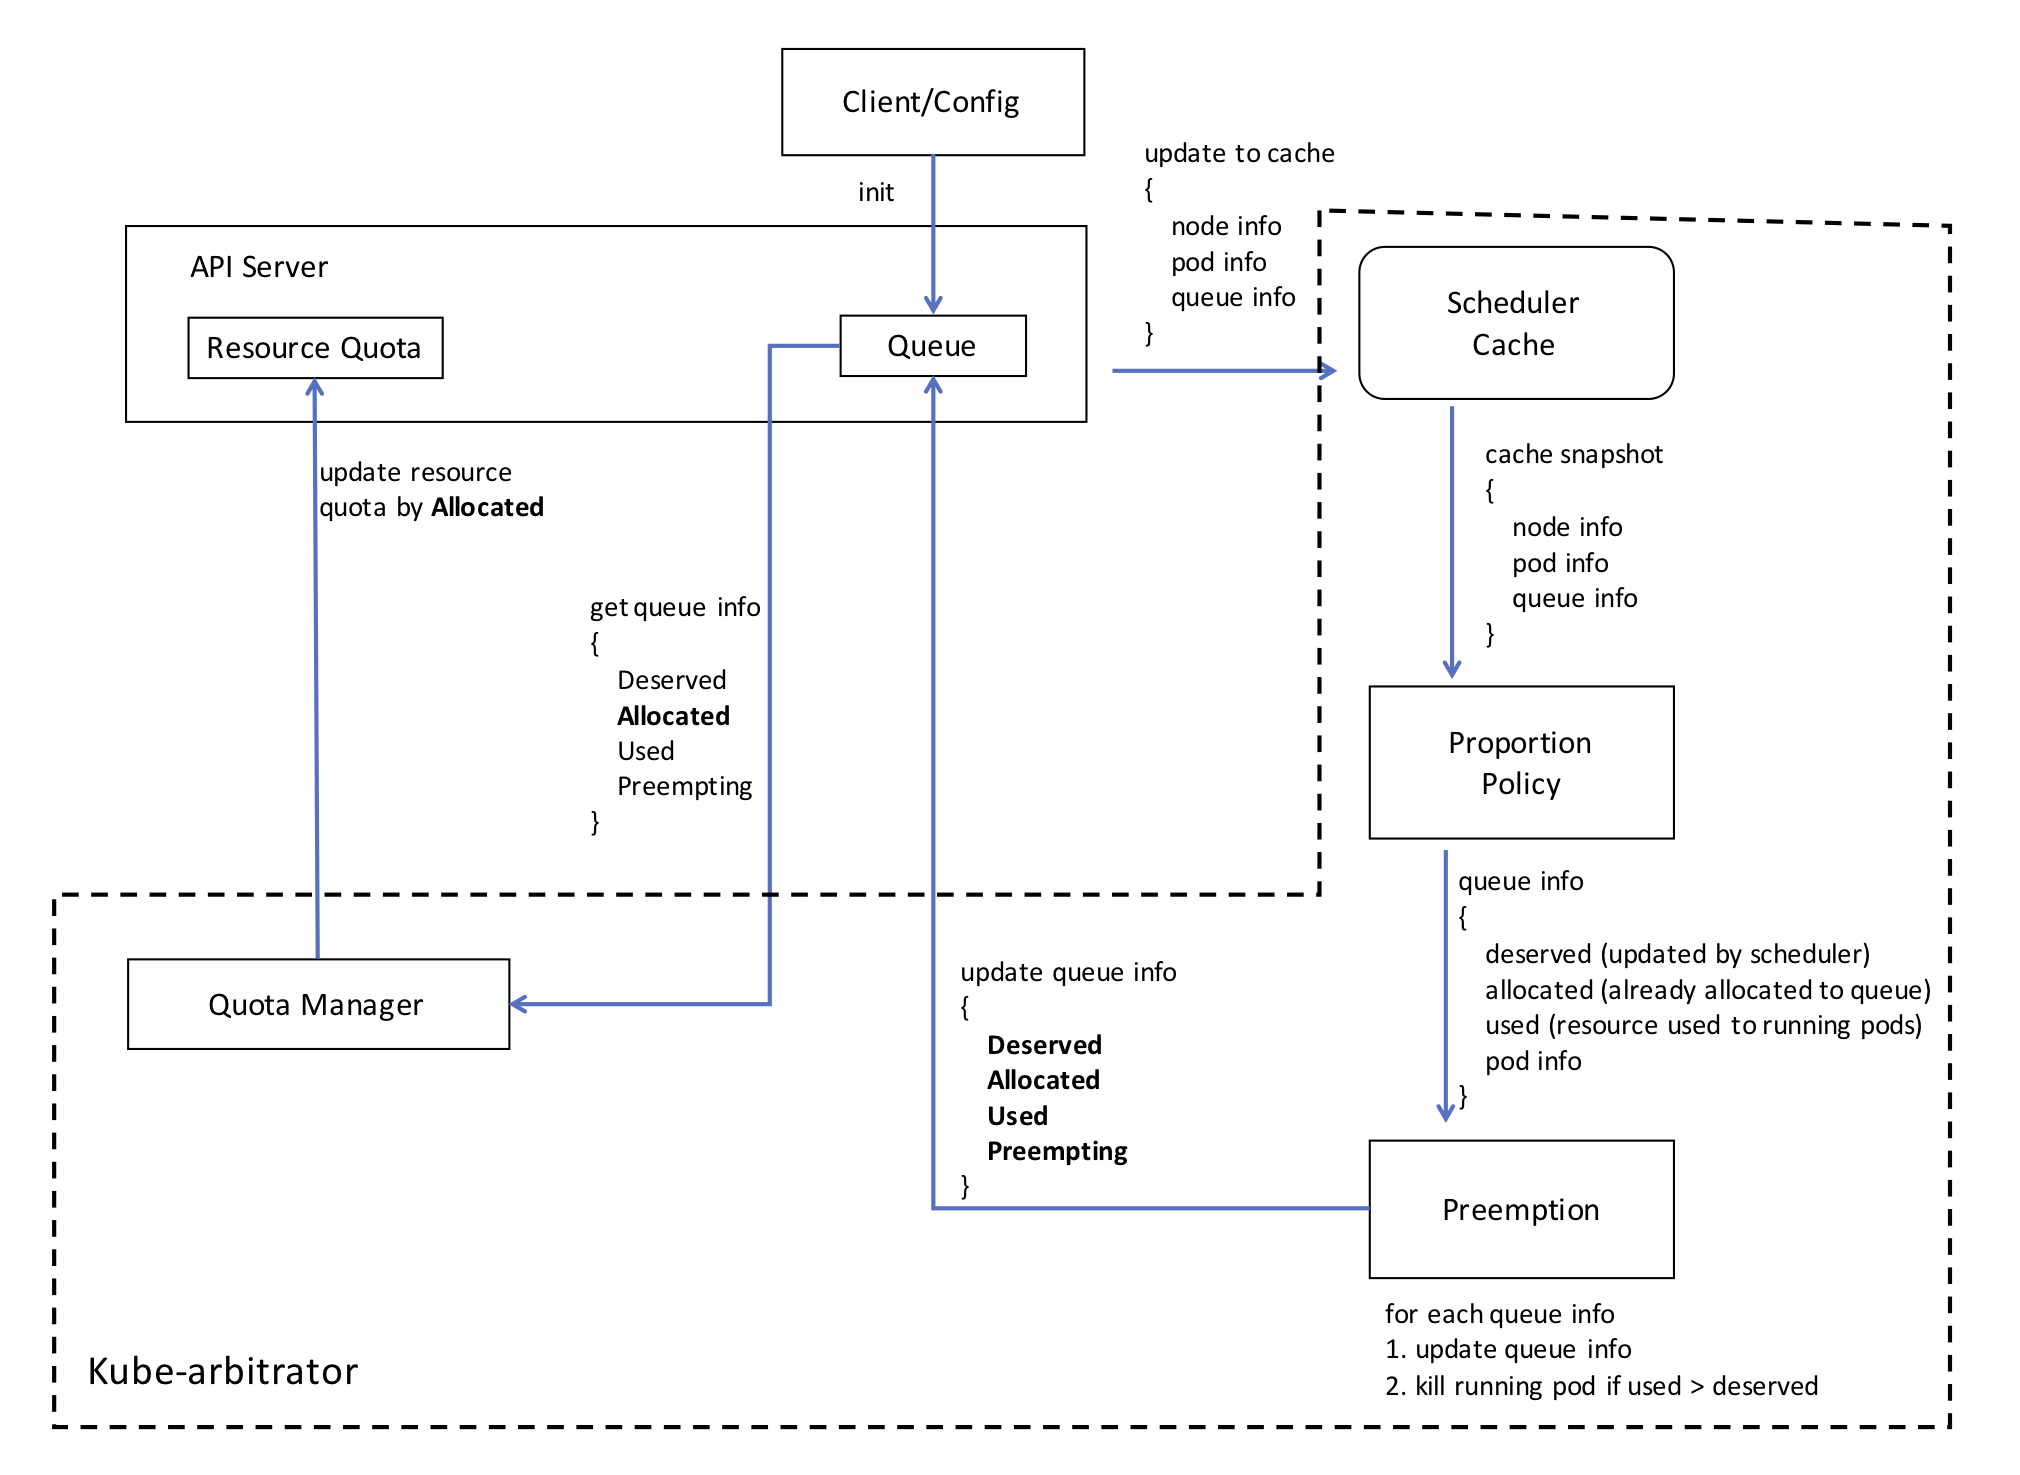 Client/Config
init
update to cache
{
node info
pod info
queue info
}
API Server
Resource Quota
Queue
Scheduler
Cache
update resource
quota by Allocated
cache snapshot
{
node info
pod info
queue info
}
get queue info
{
Deserved
Allocated
Used
Preempting
}
Proportion
Policy
queue info
{
deserved (updated by scheduler)
allocated (already allocated to queue)
used (resource used to running pods)
pod info
}
Quota Manager
update queue info
{
Deserved
Allocated
Used
Preempting
}
Preemption
for each queue info
1. update queue info
2. kill running pod if used > deserved
Kube-arbitrator